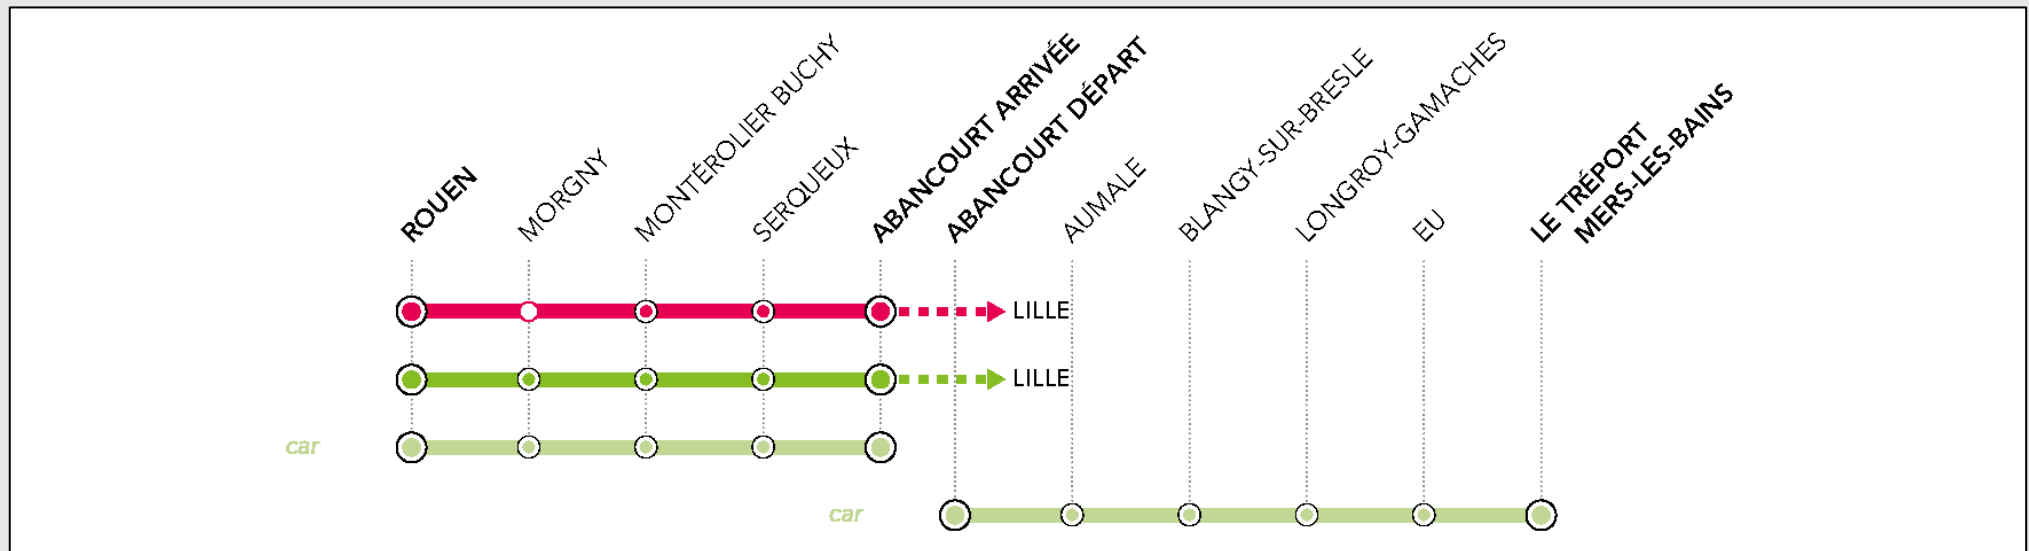 ROUEN
MORGNY
MONTÉROLIER BUCHY
SERQUEUX
ABANCOURT ARRIVÉE
ABANCOURT DÉPART
AUMALE
BLANGY-SUR-BRESLE
LONGROY-GAMACHES
EU
LE TRÉPORT
MERS-LES-BAINS
LILLE
LILLE
car
car